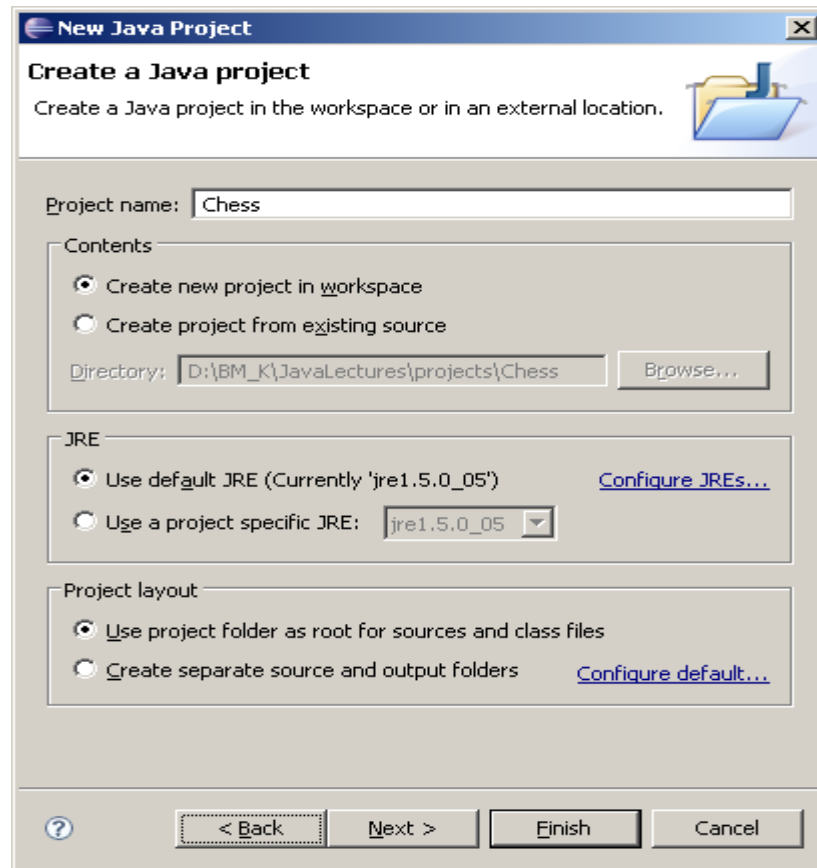 New Java Project
Create a Java project
Create a Java project in the workspace or in an external location.
Project name: Chess
Contents
Create new project in workspace
Create project from existing source
Directory: D:\BM_K\JavaLectures\projects\Chess Browse...
JRE
Use default JRE (Currently 'jre1.5.0_05') Configure JREs...
Use a project specific JRE: jre1.5.0_05
Project layout
Use project folder as root for sources and class files
Create separate source and output folders Configure default...
? < Back Next > Finish Cancel